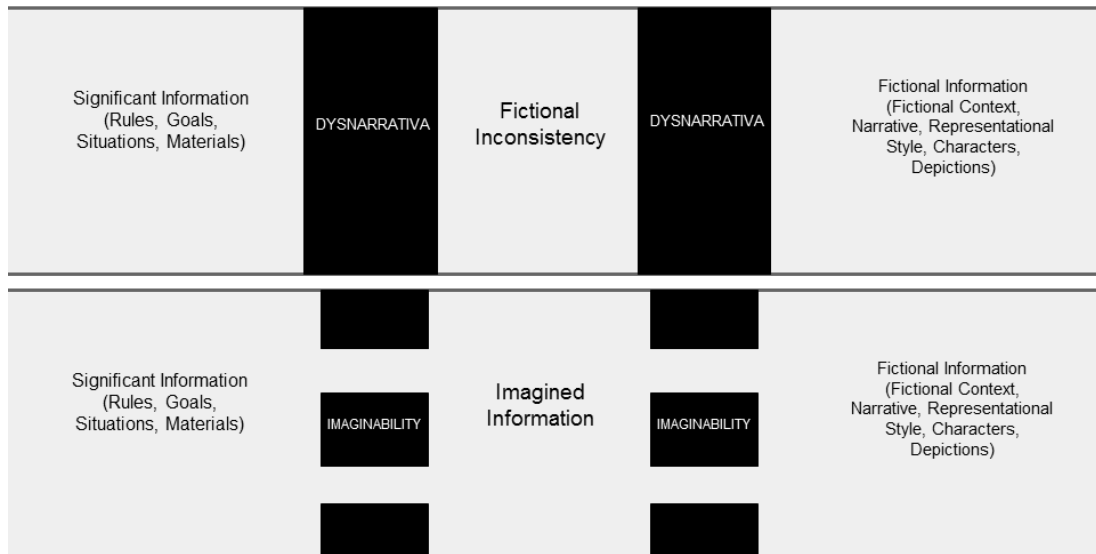 Significant Information
(Rules, Goals,
Situations, Materials)
DYSNARRATIVA
Fictional
Inconsistency
DYSNARRATIVA
Fictional Information
(Fictional Context,
Narrative, Representational
Style, Characters,
Depictions)
Significant Information
(Rules, Goals,
Situations, Materials)
IMAGINABILITY
Imagined
Information
IMAGINABILITY
Fictional Information
(Fictional Context,
Narrative, Representational
Style, Characters,
Depictions)